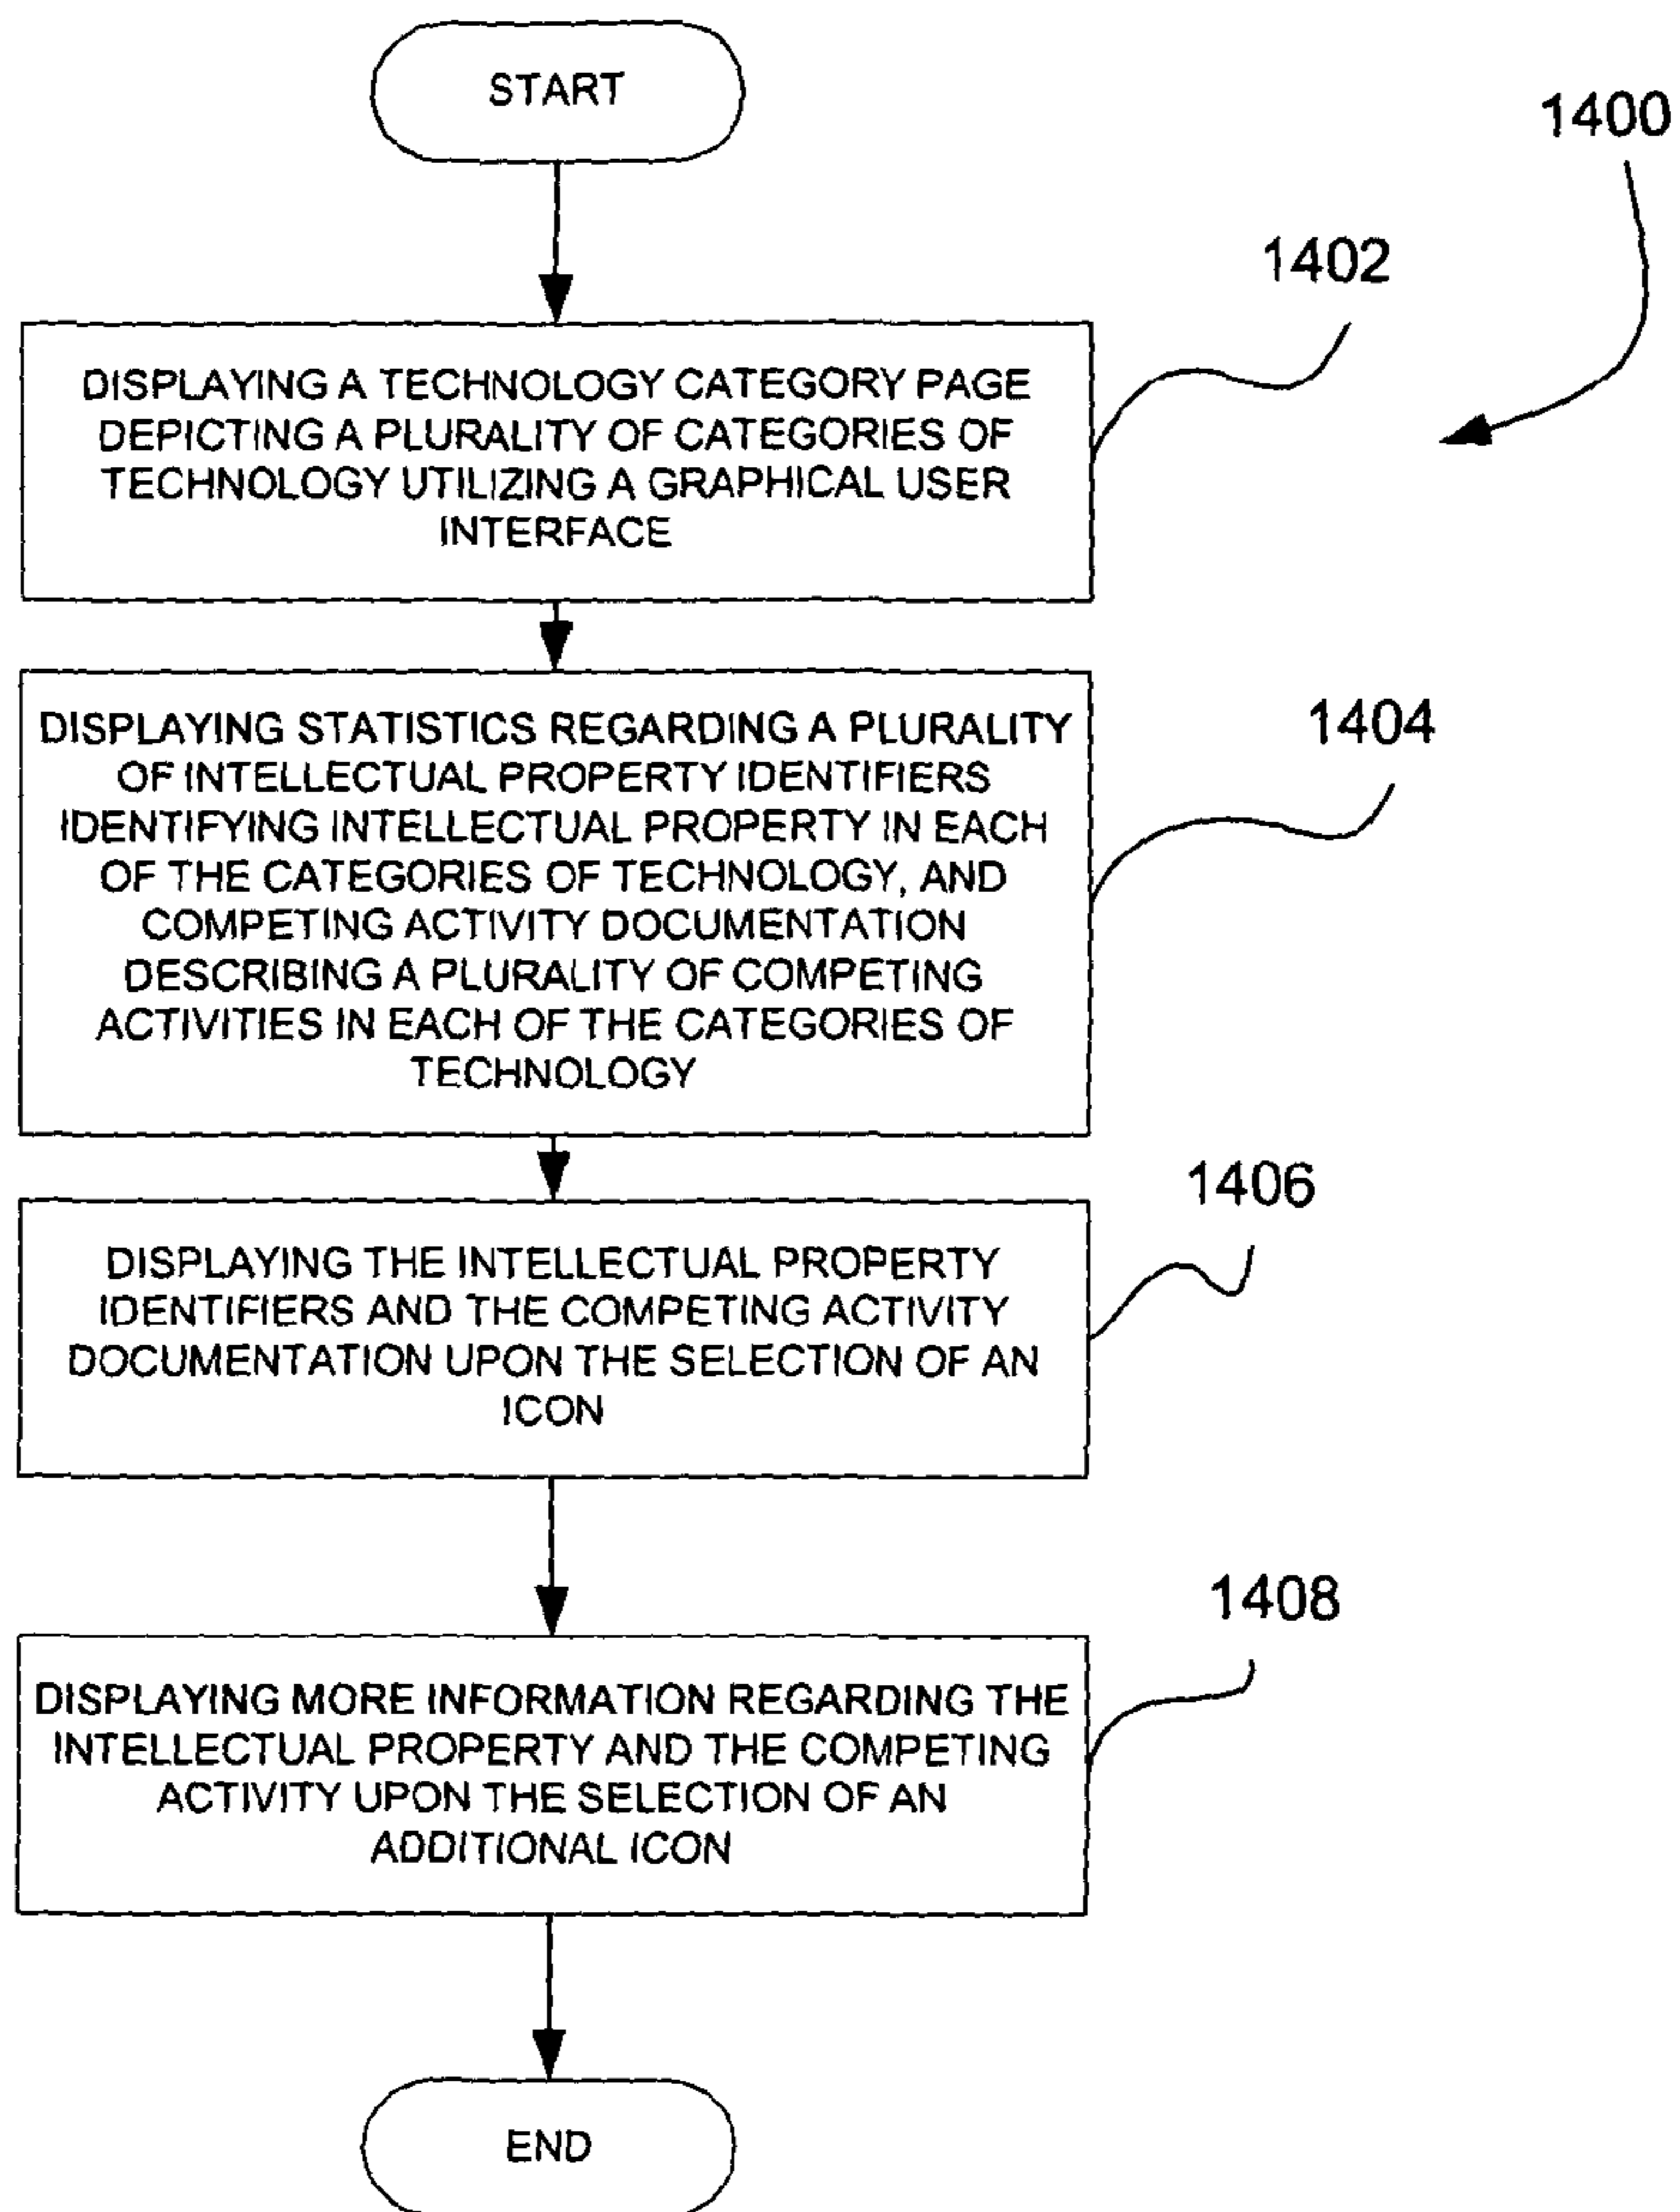 START
1400
1402
DISPLAYING A TECHNOLOGY CATEGORY PAGE
DEPICTING A PLURALITY OF CATEGORIES OF
TECHNOLOGY UTILIZING A GRAPHICAL USER
INTERFACE
1404
DISPLAYING STATISTICS REGARDING A PLURALITY
OF INTELLECTUAL PROPERTY IDENTIFIERS
IDENTIFYING INTELLECTUAL PROPERTY IN EACH
OF THE CATEGORIES OF TECHNOLOGY, AND
COMPETING ACTIVITY DOCUMENTATION
DESCRIBING A PLURALITY OF COMPETING
ACTIVITIES IN EACH OF THE CATEGORIES OF
TECHNOLOGY
1406
DISPLAYING THE INTELLECTUAL PROPERTY
IDENTIFIERS AND THE COMPETING ACTIVITY
DOCUMENTATION UPON THE SELECTION OF AN
ICON
1408
DISPLAYING MORE INFORMATION REGARDING THE
INTELLECTUAL PROPERTY AND THE COMPETING
ACTIVITY UPON THE SELECTION OF AN
ADDITIONAL ICON
END